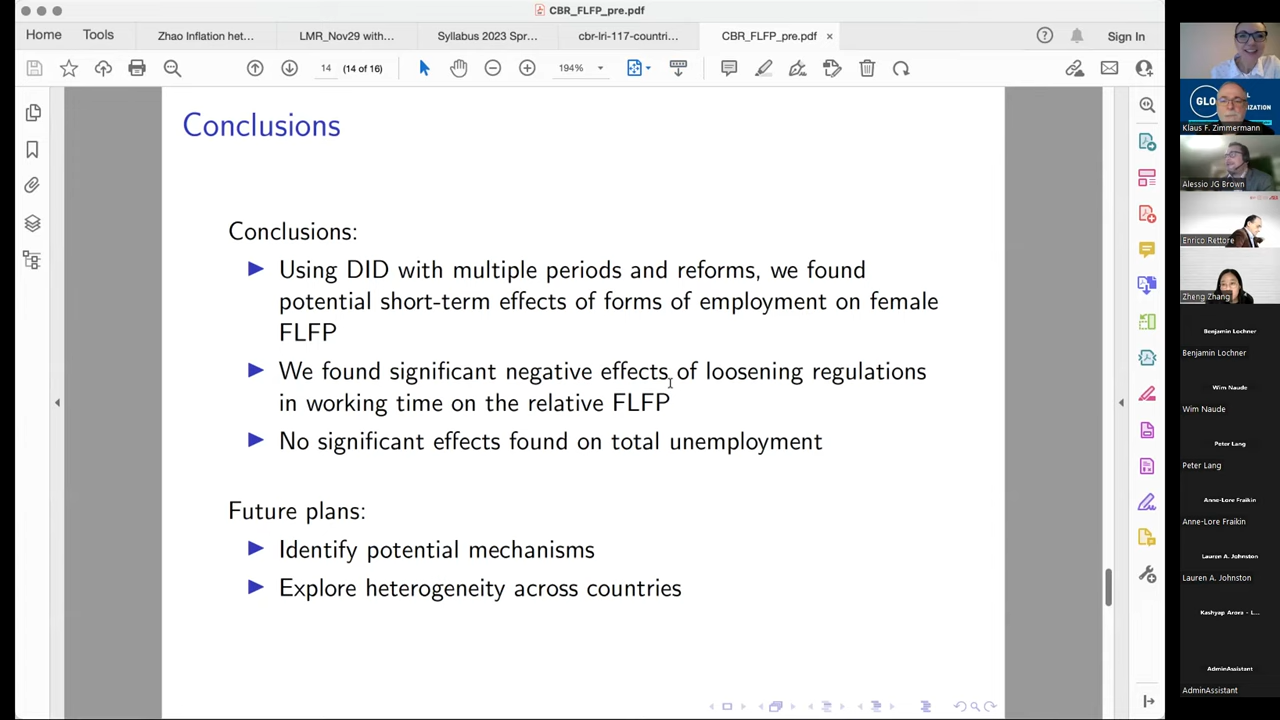 CBR_FLFP_pre.pdf
Home
Tools
Zhao Inflation het...
LMR_Nov29 with...
Syllabus 2023 Spr...
cbr-lri-117-countri...
CBR_FLFP_pre.pdf
Sign In
14
(14 of 16)
194%
Conclusions
Conclusions:
Using DID with multiple periods and reforms, we found
potential short-term effects of forms of employment on female
FLFP
We found significant negative effects of loosening regulations
in working time on the relative FLFP
No significant effects found on total unemployment
Future plans:
Identify potential mechanisms
Explore heterogeneity across countries
GLO
Klaus F. Zimmermann
Alessio JG Brown
Enrico Rettore
Zheng Zhang
Benjamin Lochner
Benjamin Lochner
Wim Naude
Wim Naude
Peter Lang
Peter Lang
Anne-Lore Fraikin
Anne-Lore Fraikin
Lauren A. Johnston
Lauren A. Johnston
Kashyap Arora - L...
AdminAssistant
AdminAssistant